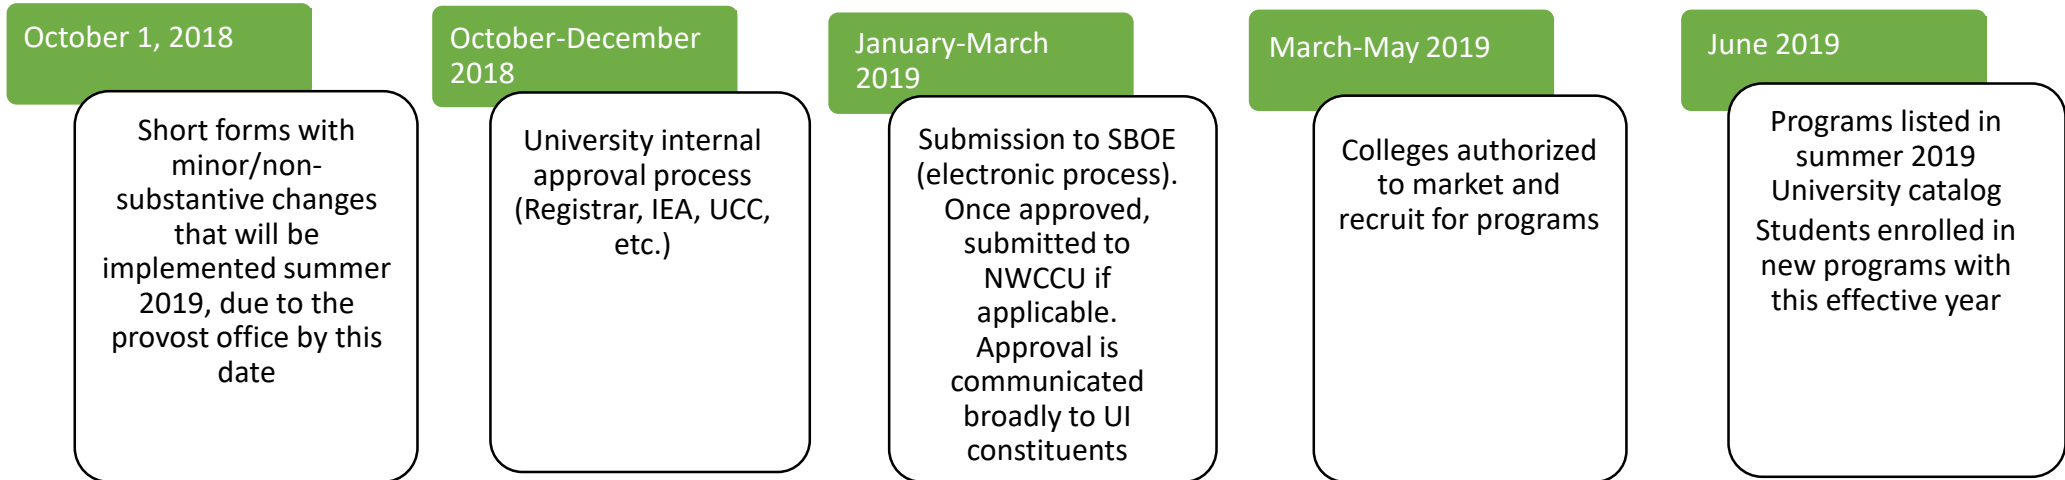 October 1, 2018
Short forms with
minor/non-
substantive changes
that will be
implemented summer
2019, due to the
provost office by this
date
October-December
2018
University internal
approval process
(Registrar, IEA, UCC,
etc.)
January-March
2019
Submission to SBOE
(electronic process).
Once approved,
submitted to
NWCCU if
applicable.
Approval is
communicated
broadly to UI
constituents
March-May 2019
Colleges authorized
to market and
recruit for programs
June 2019
Programs listed in
summer 2019
University catalog
Students enrolled in
new programs with
this effective year